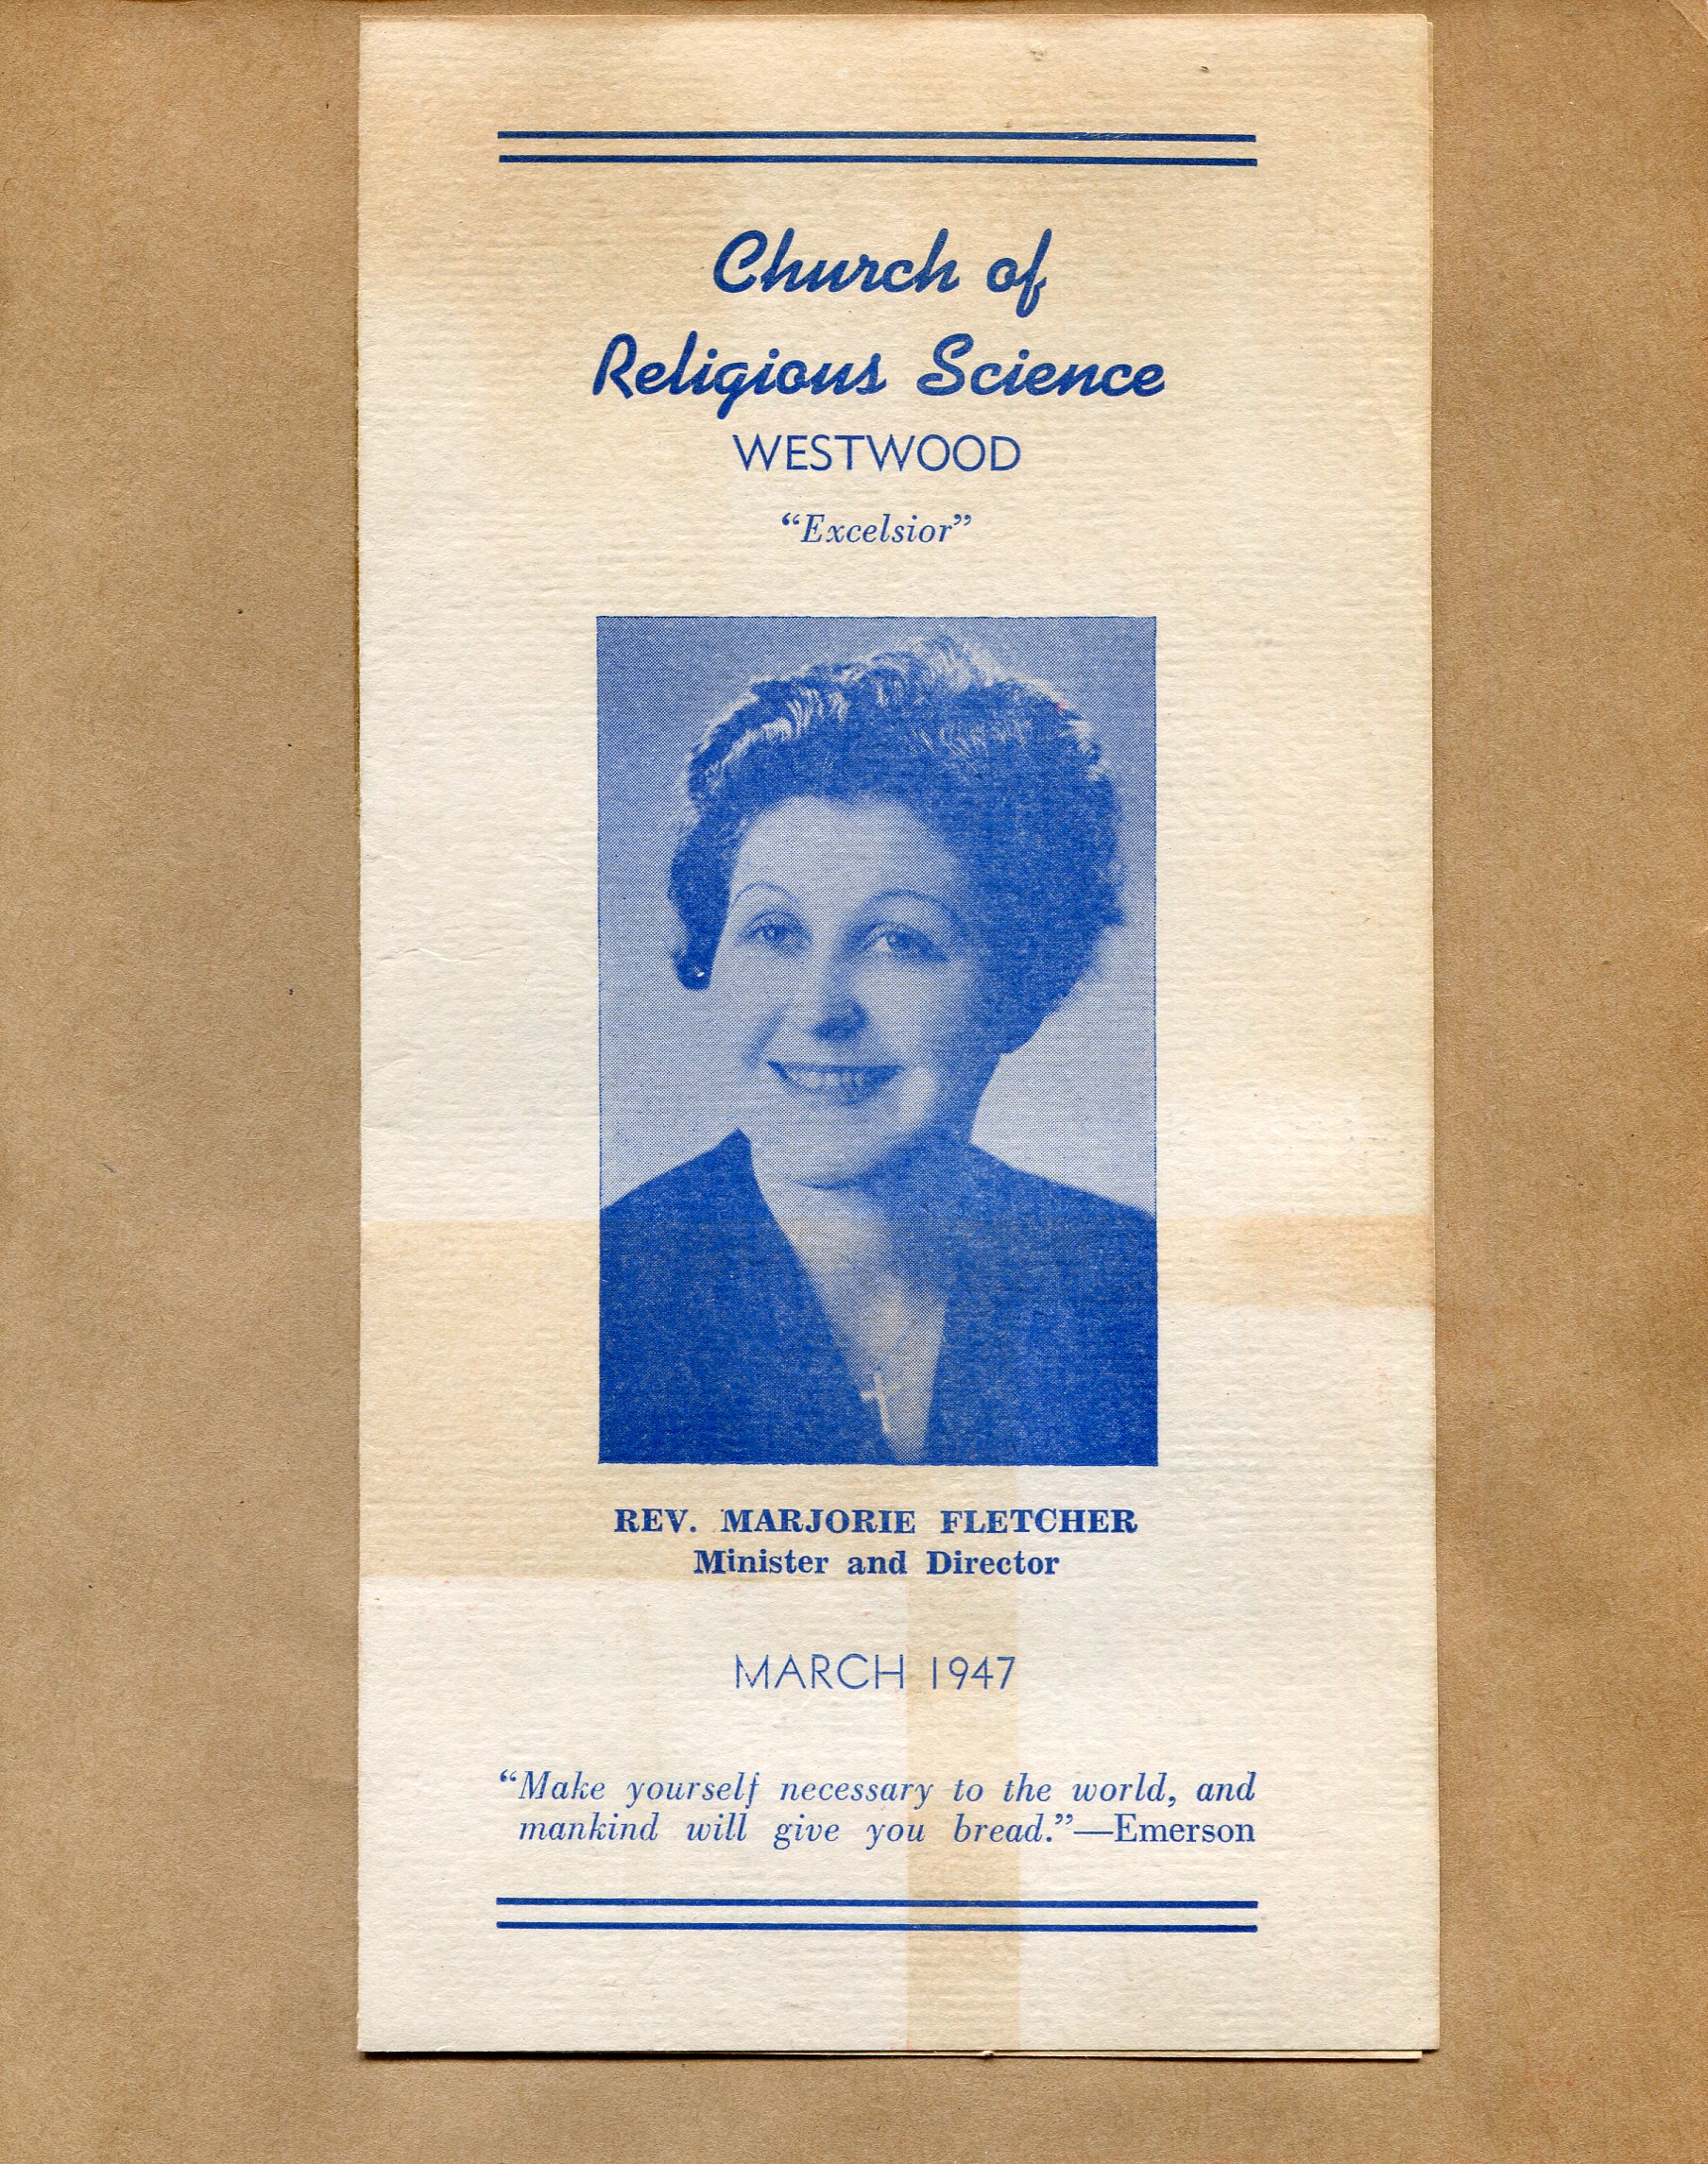 Church of
Religious Science
WESTWOOD
“Excelsior”
REV. MARJORIE FLETCHER
Minister and Director
MARCH 1947
“Make yourself necessary to the world, and
mankind will give you bread.”—Emerson